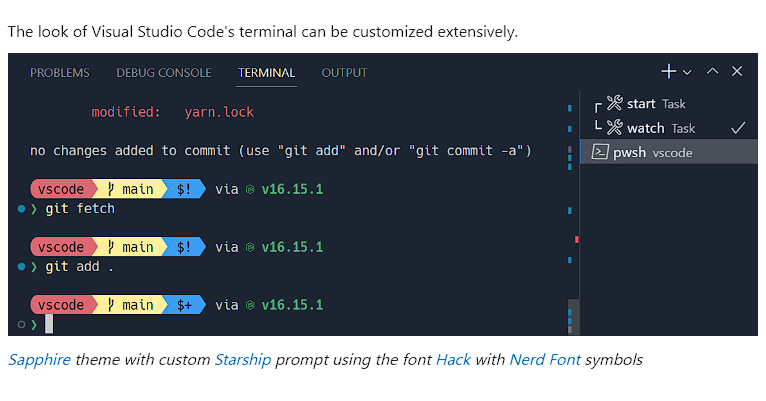 The look of Visual Studio Code's terminal can be customized extensively.
PROBLEMS DEBUG CONSOLE TERMINAL OUTPUT
modified: yarn.lock
no changes added to commit (use "git add" and/or "git commit -a")
vscode main $! via v16.15.1
❯ git fetch
vscode main $! via v16.15.1
❯ git add .
vscode main $+ via v16.15.1
❯
start Task
watch Task
pwsh vscode
Sapphire theme with custom Starship prompt using the font Hack with Nerd Font symbols